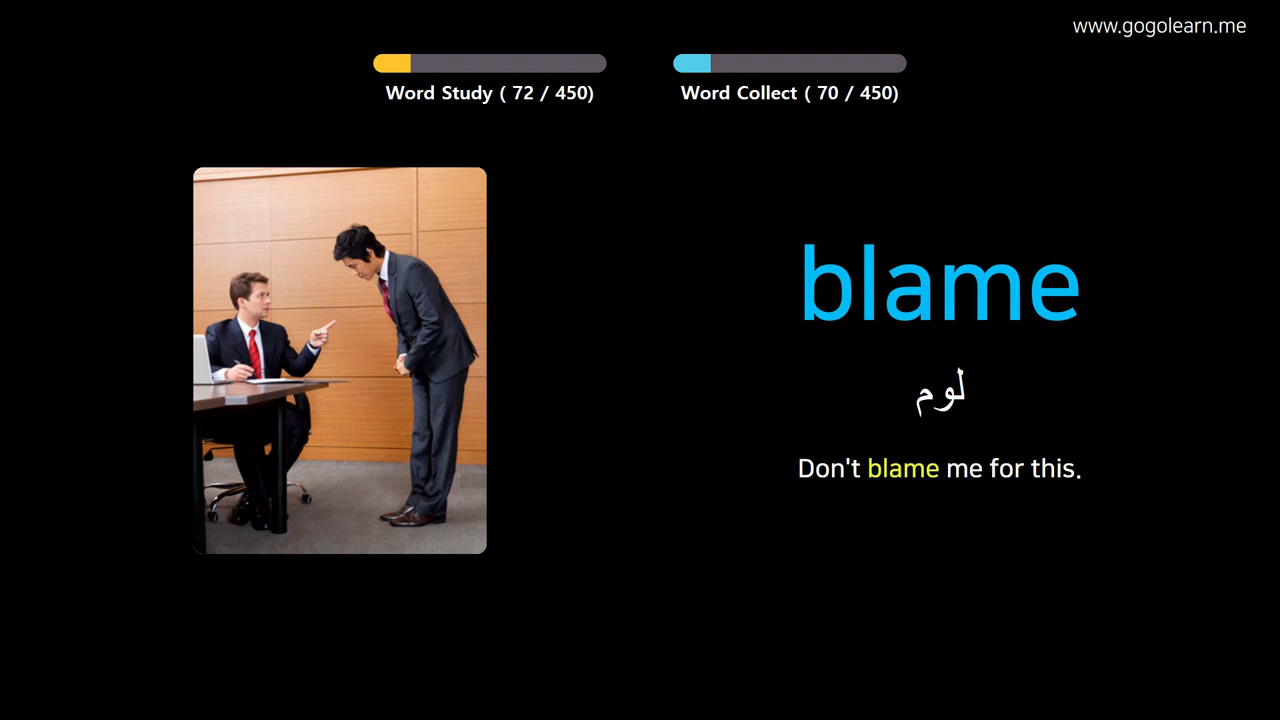 www.gogolearn.me
Word Study ( 72 / 450)
Word Collect ( 70 / 450)
blame
لوم
Don't blame me for this.